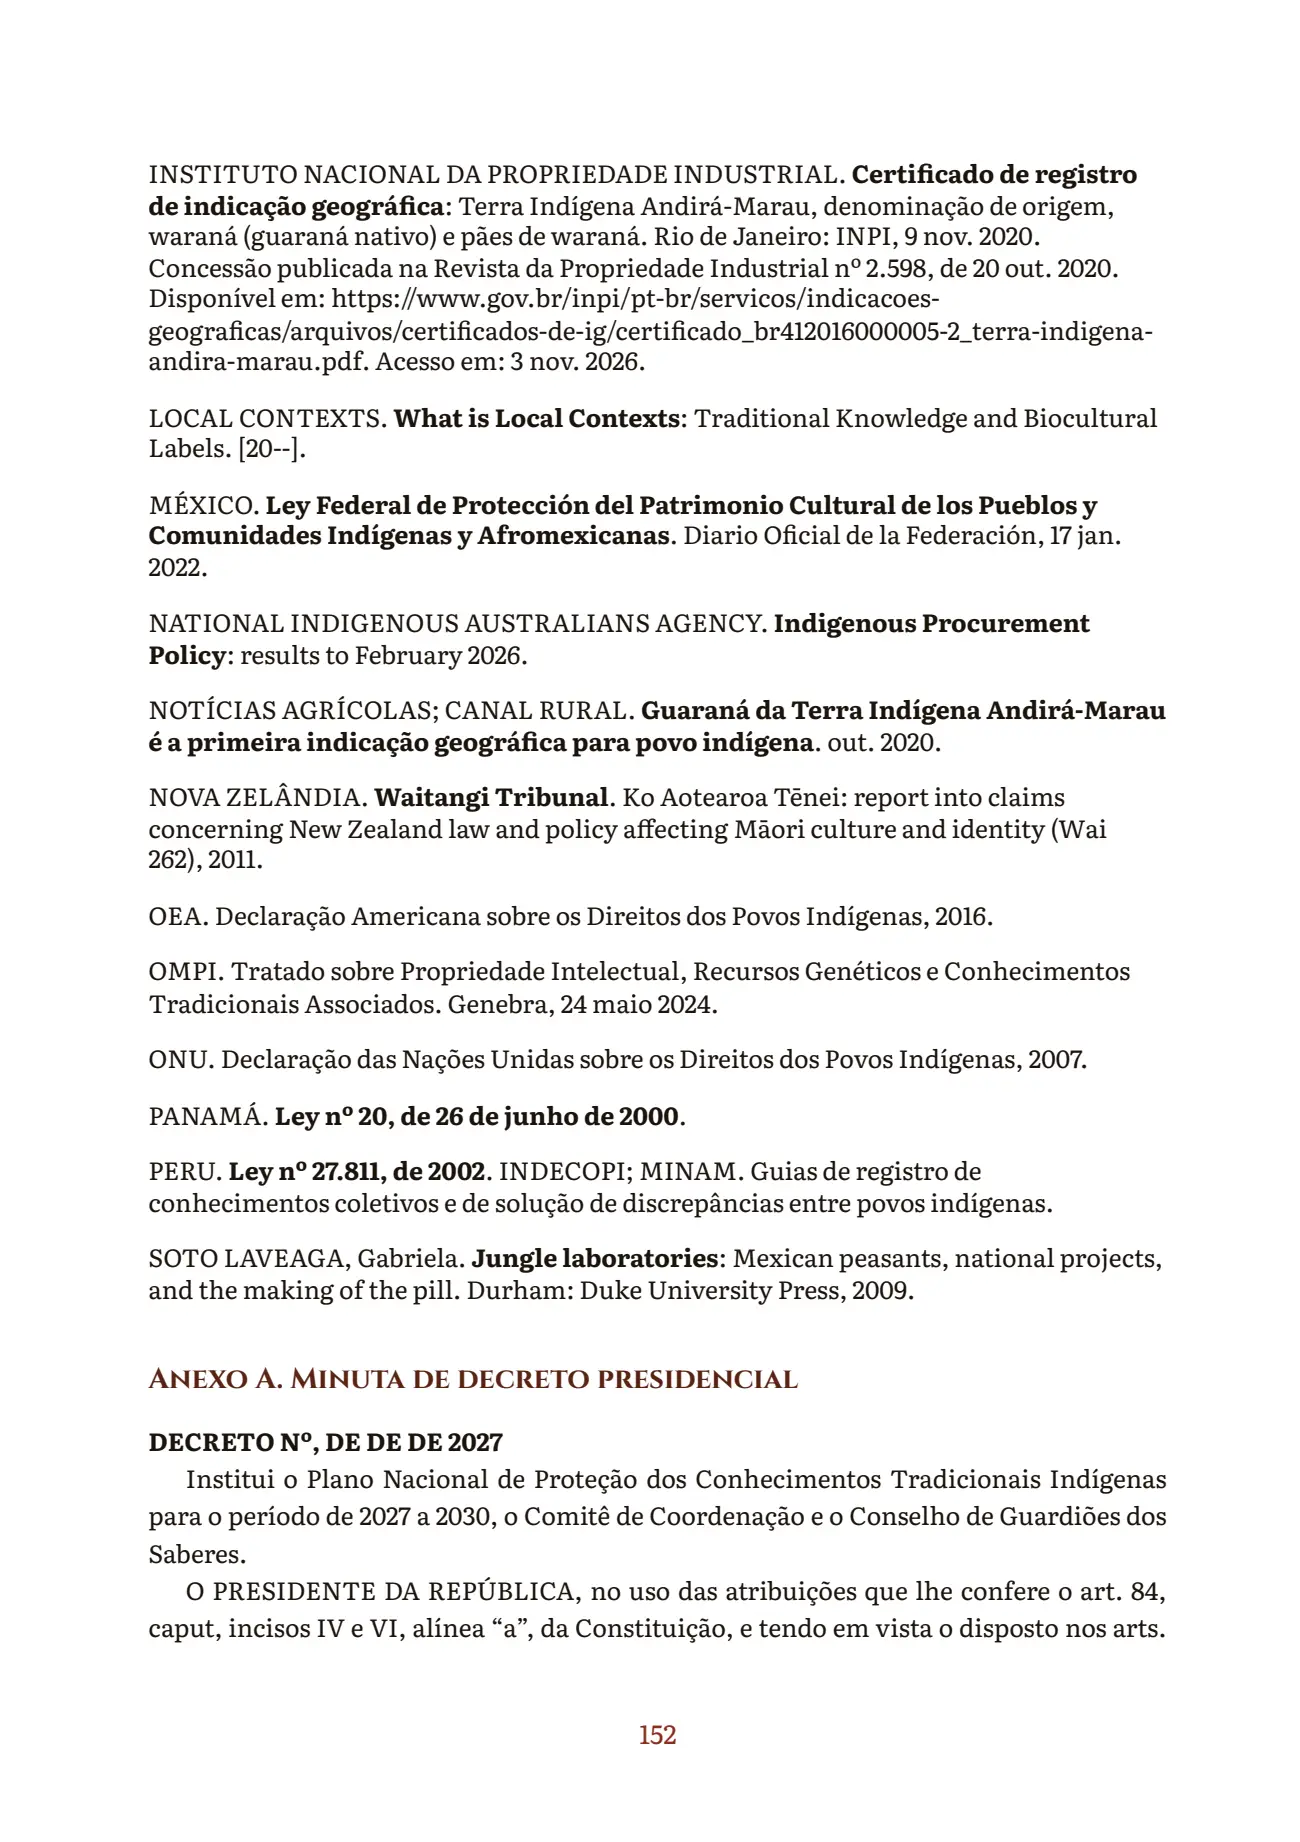 INSTITUTO NACIONAL DA PROPRIEDADE INDUSTRIAL. Certificado de registro
de indicação geográfica: Terra Indígena Andirá-Marau, denominação de origem,
waraná (guaraná nativo) e pães de waraná. Rio de Janeiro: INPI, 9 nov. 2020.
Concessão publicada na Revista da Propriedade Industrial nº 2.598, de 20 out. 2020.
Disponível em: https://www.gov.br/inpi/pt-br/servicos/indicacoes-
geograficas/arquivos/certificados-de-ig/certificado_br412016000005-2_terra-indigena-
andira-marau.pdf. Acesso em: 3 nov. 2026.
LOCAL CONTEXTS. What is Local Contexts: Traditional Knowledge and Biocultural
Labels. [20--].
MÉXICO. Ley Federal de Protección del Patrimonio Cultural de los Pueblos y
Comunidades Indígenas y Afromexicanas. Diario Oficial de la Federación, 17 jan.
2022.
NATIONAL INDIGENOUS AUSTRALIANS AGENCY. Indigenous Procurement
Policy: results to February 2026.
NOTÍCIAS AGRÍCOLAS; CANAL RURAL. Guaraná da Terra Indígena Andirá-Marau
é a primeira indicação geográfica para povo indígena. out. 2020.
NOVA ZELÂNDIA. Waitangi Tribunal. Ko Aotearoa Tēnei: report into claims
concerning New Zealand law and policy affecting Māori culture and identity (Wai
262), 2011.
OEA. Declaração Americana sobre os Direitos dos Povos Indígenas, 2016.
OMPI. Tratado sobre Propriedade Intelectual, Recursos Genéticos e Conhecimentos
Tradicionais Associados. Genebra, 24 maio 2024.
ONU. Declaração das Nações Unidas sobre os Direitos dos Povos Indígenas, 2007.
PANAMÁ. Ley nº 20, de 26 de junho de 2000.
PERU. Ley nº 27.811, de 2002. INDECOPI; MINAM. Guias de registro de
conhecimentos coletivos e de solução de discrepâncias entre povos indígenas.
SOTO LAVEAGA, Gabriela. Jungle laboratories: Mexican peasants, national projects,
and the making of the pill. Durham: Duke University Press, 2009.
Anexo A. Minuta de decreto presidencial
DECRETO Nº, DE DE DE 2027
Institui o Plano Nacional de Proteção dos Conhecimentos Tradicionais Indígenas
para o período de 2027 a 2030, o Comitê de Coordenação e o Conselho de Guardiões dos
Saberes.
O PRESIDENTE DA REPÚBLICA, no uso das atribuições que lhe confere o art. 84,
caput, incisos IV e VI, alínea “a”, da Constituição, e tendo em vista o disposto nos arts.
152